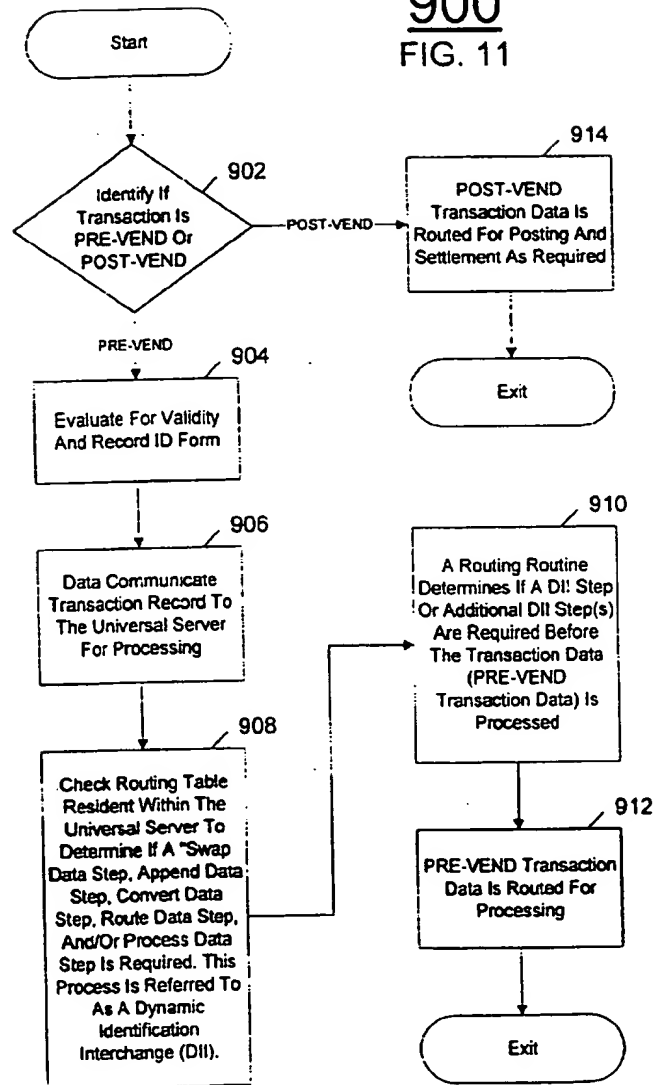 900
FIG. 11
Start
902
Identify If
Transaction Is
PRE-VEND Or
POST-VEND
POST-VEND
914
POST-VEND
Transaction Data Is
Routed For Posting And
Settlement As Required
Exit
PRE-VEND
904
Evaluate For Validity
And Record ID Form
906
Data Communicate
Transaction Record To
The Universal Server
For Processing
908
Check Routing Table
Resident Within The
Universal Server To
Determine If A "Swap
Data Step, Append Data
Step, Convert Data
Step, Route Data Step,
And/Or Process Data
Step Is Required. This
Process Is Referred To
As A Dynamic
Identification
Interchange (DII).
910
A Routing Routine
Determines If A DII Step
Or Additional DII Step(s)
Are Required Before
The Transaction Data
(PRE-VEND
Transaction Data) Is
Processed
912
PRE-VEND Transaction
Data Is Routed For
Processing
Exit